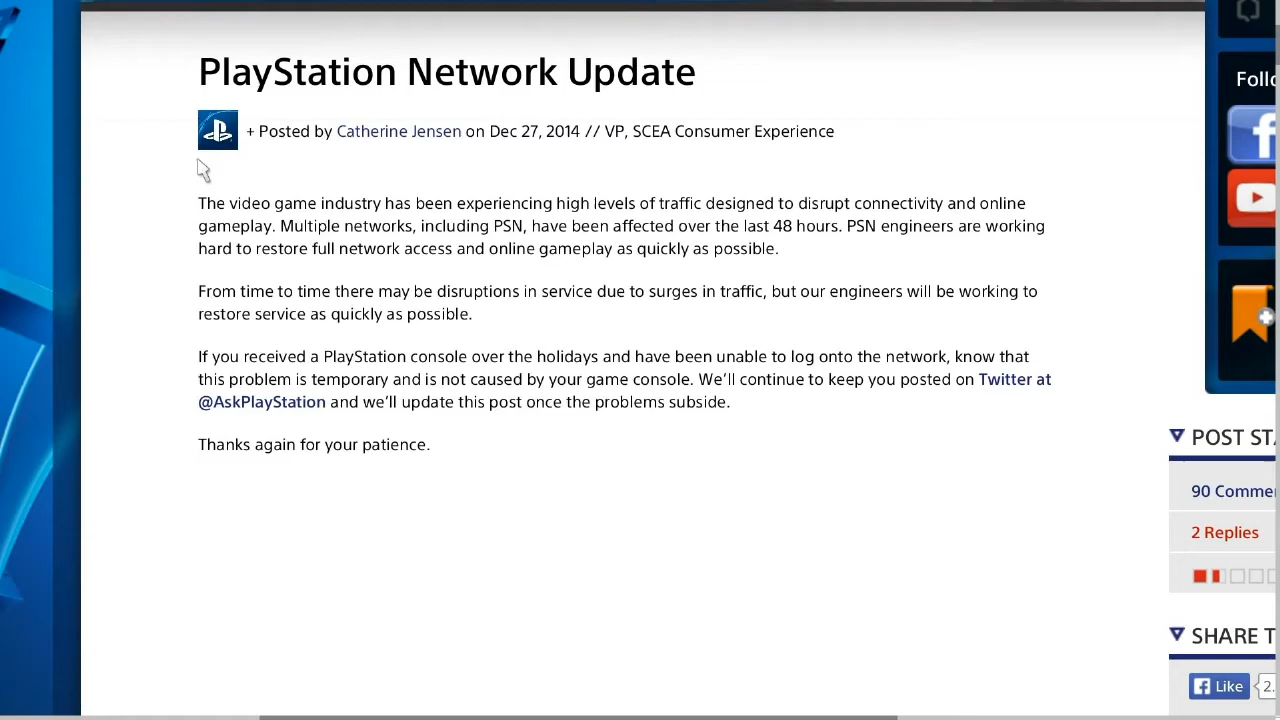 PlayStation Network Update
+ Posted by Catherine Jensen on Dec 27, 2014 // VP, SCEA Consumer Experience
The video game industry has been experiencing high levels of traffic designed to disrupt connectivity and online
gameplay. Multiple networks, including PSN, have been affected over the last 48 hours. PSN engineers are working
hard to restore full network access and online gameplay as quickly as possible.
From time to time there may be disruptions in service due to surges in traffic, but our engineers will be working to
restore service as quickly as possible.
If you received a PlayStation console over the holidays and have been unable to log onto the network, know that
this problem is temporary and is not caused by your game console. We’ll continue to keep you posted on Twitter at
@AskPlayStation and we’ll update this post once the problems subside.
Thanks again for your patience.
Follo
POST STA
90 Commen
2 Replies
SHARE T
Like
2.